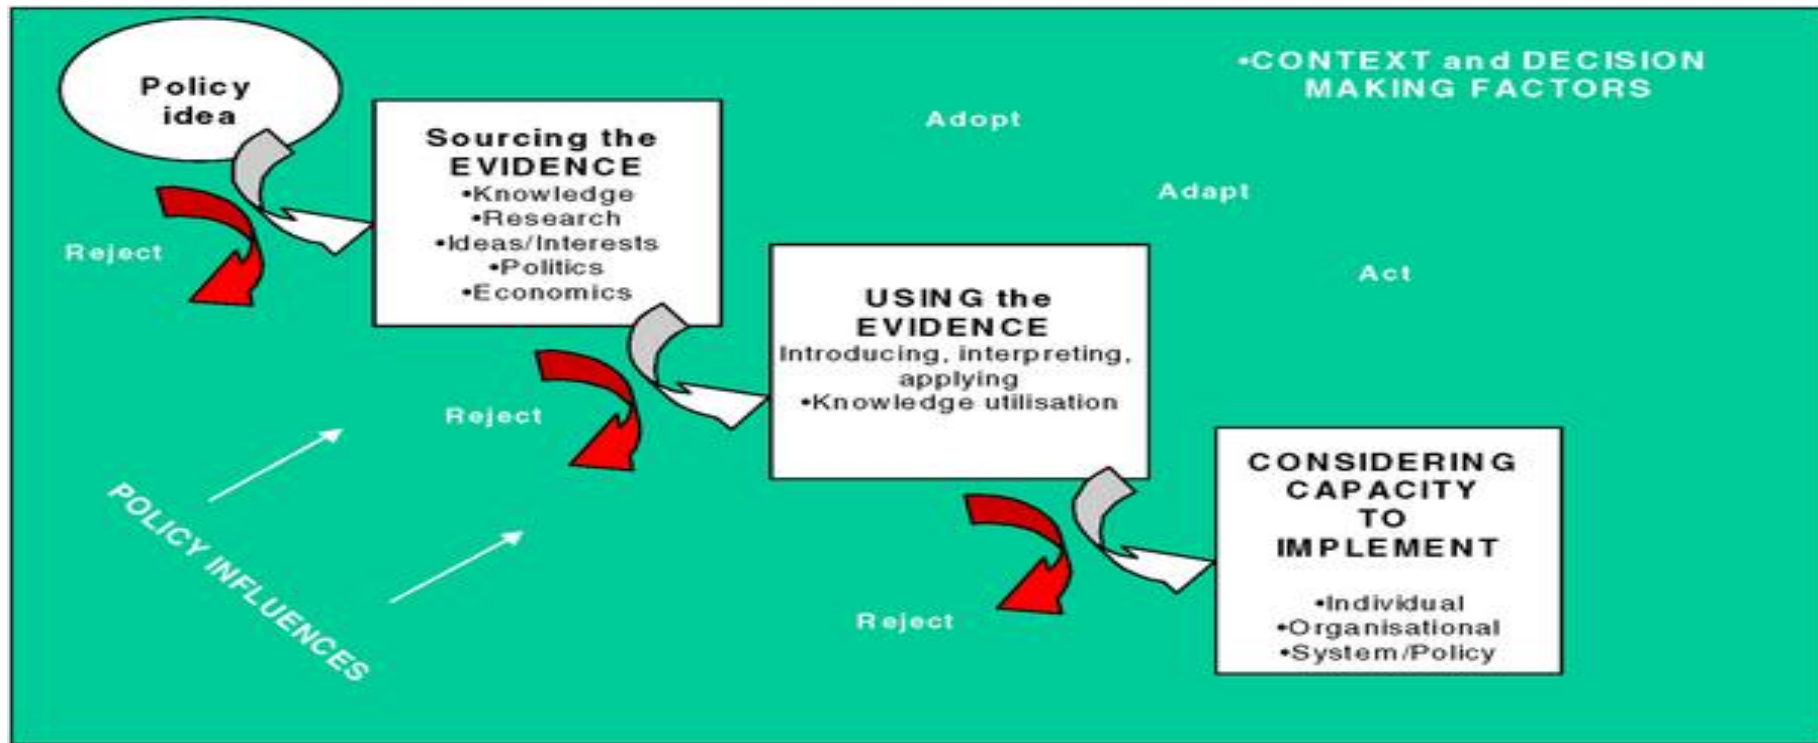 Policy
idea
•CONTEXT and DECISION
MAKING FACTORS
Adopt
Sourcing the
EVIDENCE
•Knowledge
•Research
•Ideas/Interests
•Politics
•Economics
Adapt
Reject
Act
USING the
EVIDENCE
Introducing, interpreting,
applying
•Knowledge utilisation
Reject
CONSIDERING
CAPACITY
TO
IMPLEMENT
•Individual
•Organisational
•System/Policy
Reject
POLICY INFLUENCES